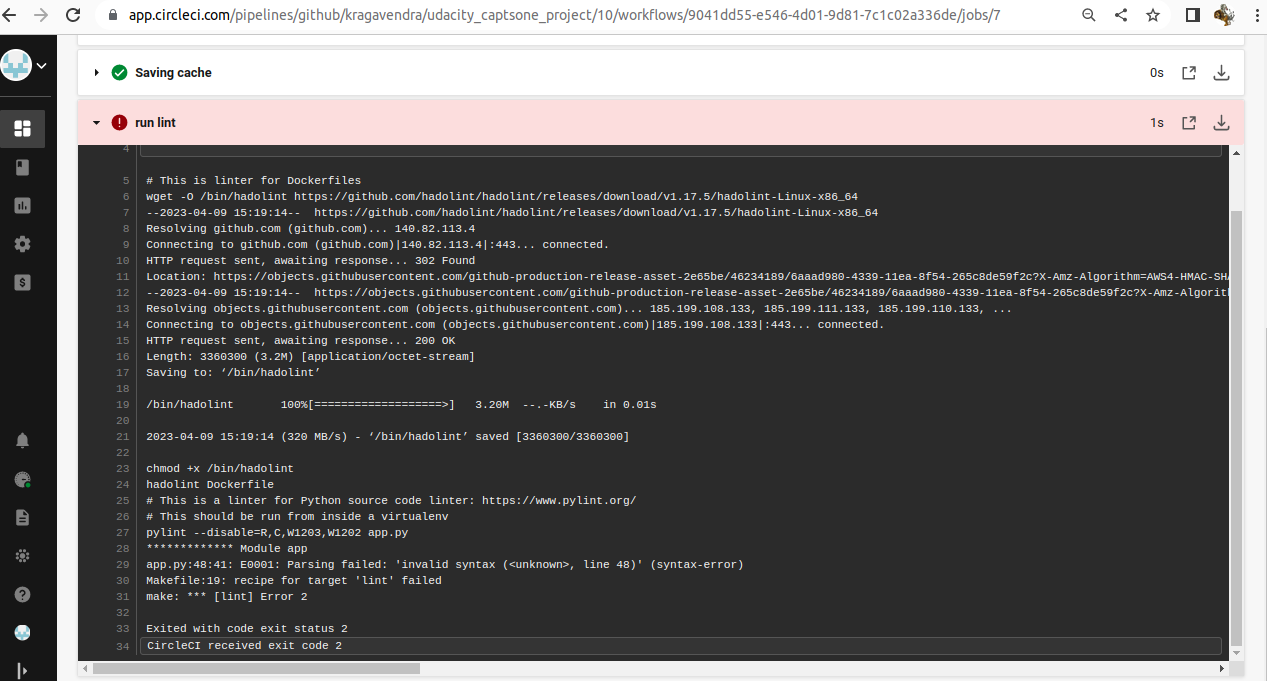 app.circleci.com/pipelines/github/kragavendra/udacity_captsone_project/10/workflows/9041dd55-e546-4d01-9d81-7c1c02a336de/jobs/7
Saving cache 0s
run lint 1s
4
5 # This is linter for Dockerfiles
6 wget -O /bin/hadolint https://github.com/hadolint/hadolint/releases/download/v1.17.5/hadolint-Linux-x86_64
7 --2023-04-09 15:19:14--  https://github.com/hadolint/hadolint/releases/download/v1.17.5/hadolint-Linux-x86_64
8 Resolving github.com (github.com)... 140.82.113.4
9 Connecting to github.com (github.com)|140.82.113.4|:443... connected.
10 HTTP request sent, awaiting response... 302 Found
11 Location: https://objects.githubusercontent.com/github-production-release-asset-2e65be/46234189/6aaad980-4339-11ea-8f54-265c8de59f2c?X-Amz-Algorithm=AWS4-HMAC-SH
12 --2023-04-09 15:19:14--  https://objects.githubusercontent.com/github-production-release-asset-2e65be/46234189/6aaad980-4339-11ea-8f54-265c8de59f2c?X-Amz-Algorit
13 Resolving objects.githubusercontent.com (objects.githubusercontent.com)... 185.199.108.133, 185.199.111.133, 185.199.110.133, ...
14 Connecting to objects.githubusercontent.com (objects.githubusercontent.com)|185.199.108.133|:443... connected.
15 HTTP request sent, awaiting response... 200 OK
16 Length: 3360300 (3.2M) [application/octet-stream]
17 Saving to: ‘/bin/hadolint’
18
19 /bin/hadolint       100%[===================>]   3.20M  --.-KB/s    in 0.01s
20
21 2023-04-09 15:19:14 (320 MB/s) - ‘/bin/hadolint’ saved [3360300/3360300]
22
23 chmod +x /bin/hadolint
24 hadolint Dockerfile
25 # This is a linter for Python source code linter: https://www.pylint.org/
26 # This should be run from inside a virtualenv
27 pylint --disable=R,C,W1203,W1202 app.py
28 ************* Module app
29 app.py:48:41: E0001: Parsing failed: 'invalid syntax (<unknown>, line 48)' (syntax-error)
30 Makefile:19: recipe for target 'lint' failed
31 make: *** [lint] Error 2
32
33 Exited with code exit status 2
34 CircleCI received exit code 2